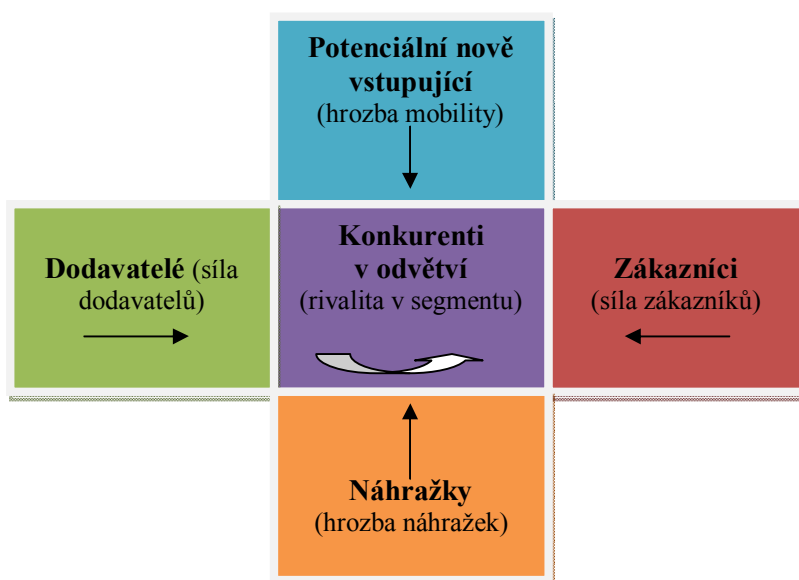 Potenciální nově
vstupující
(hrozba mobility)
Dodavatelé (síla
dodavatelů)
Konkurenti
v odvětví
(rivalita v segmentu)
Zákazníci
(síla zákazníků)
Náhražky
(hrozba náhražek)